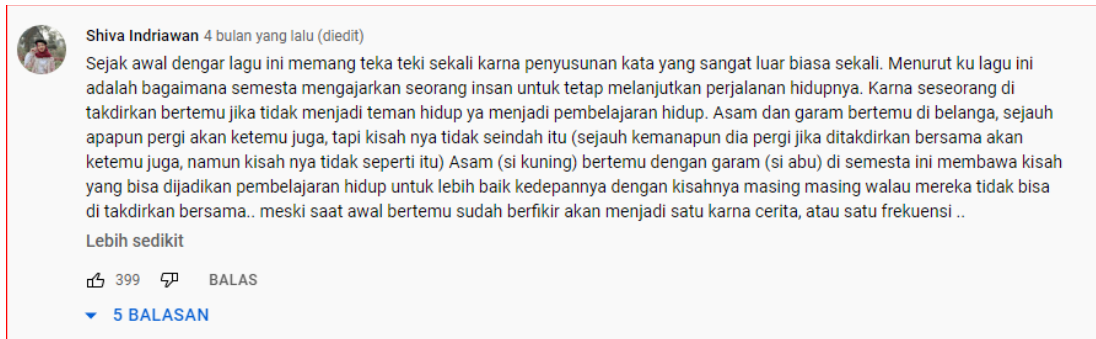 Shiva Indriawan 4 bulan yang lalu (diedit)
Sejak awal dengar lagu ini memang teka teki sekali karna penyusunan kata yang sangat luar biasa sekali. Menurut ku lagu ini
adalah bagaimana semesta mengajarkan seorang insan untuk tetap melanjutkan perjalanan hidupnya. Karna seseorang di
takdirkan bertemu jika tidak menjadi teman hidup ya menjadi pembelajaran hidup. Asam dan garam bertemu di belanga, sejauh
apapun pergi akan ketemu juga, tapi kisah nya tidak seindah itu (sejauh kemanapun dia pergi jika ditakdirkan bersama akan
ketemu juga, namun kisah nya tidak seperti itu) Asam (si kuning) bertemu dengan garam (si abu) di semesta ini membawa kisah
yang bisa dijadikan pembelajaran hidup untuk lebih baik kedepannya dengan kisahnya masing masing walau mereka tidak bisa
di takdirkan bersama.. meski saat awal bertemu sudah berfikir akan menjadi satu karna cerita, atau satu frekuensi ..
Lebih sedikit
399 BALAS
5 BALASAN